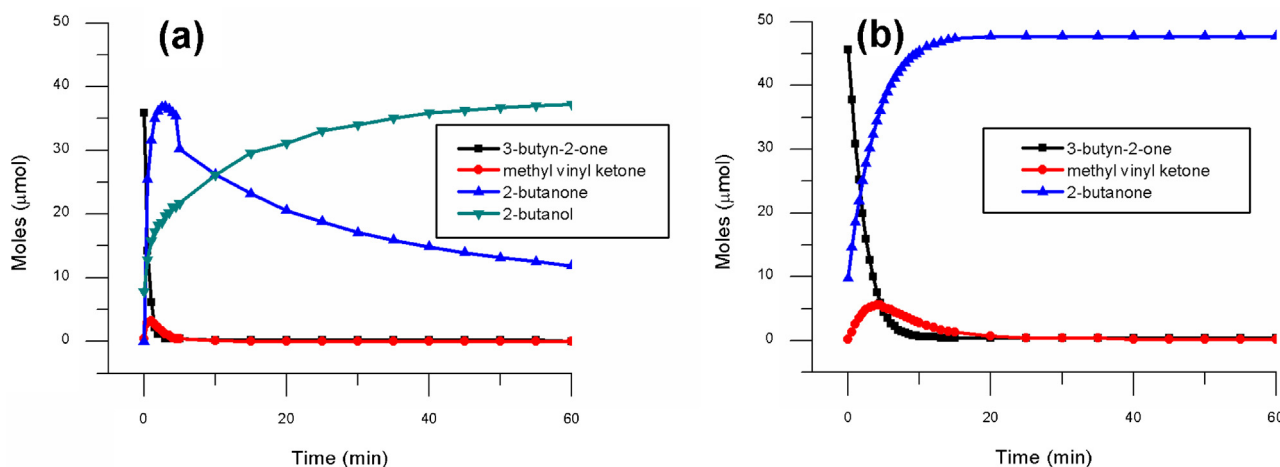 (a)
50
40
30
20
10
0
Moles (μmol)
3-butyn-2-one
methyl vinyl ketone
2-butanone
2-butanol
0
20
40
60
Time (min)
(b)
50
40
30
20
10
0
Moles (μmol)
3-butyn-2-one
methyl vinyl ketone
2-butanone
0
20
40
60
Time (min)